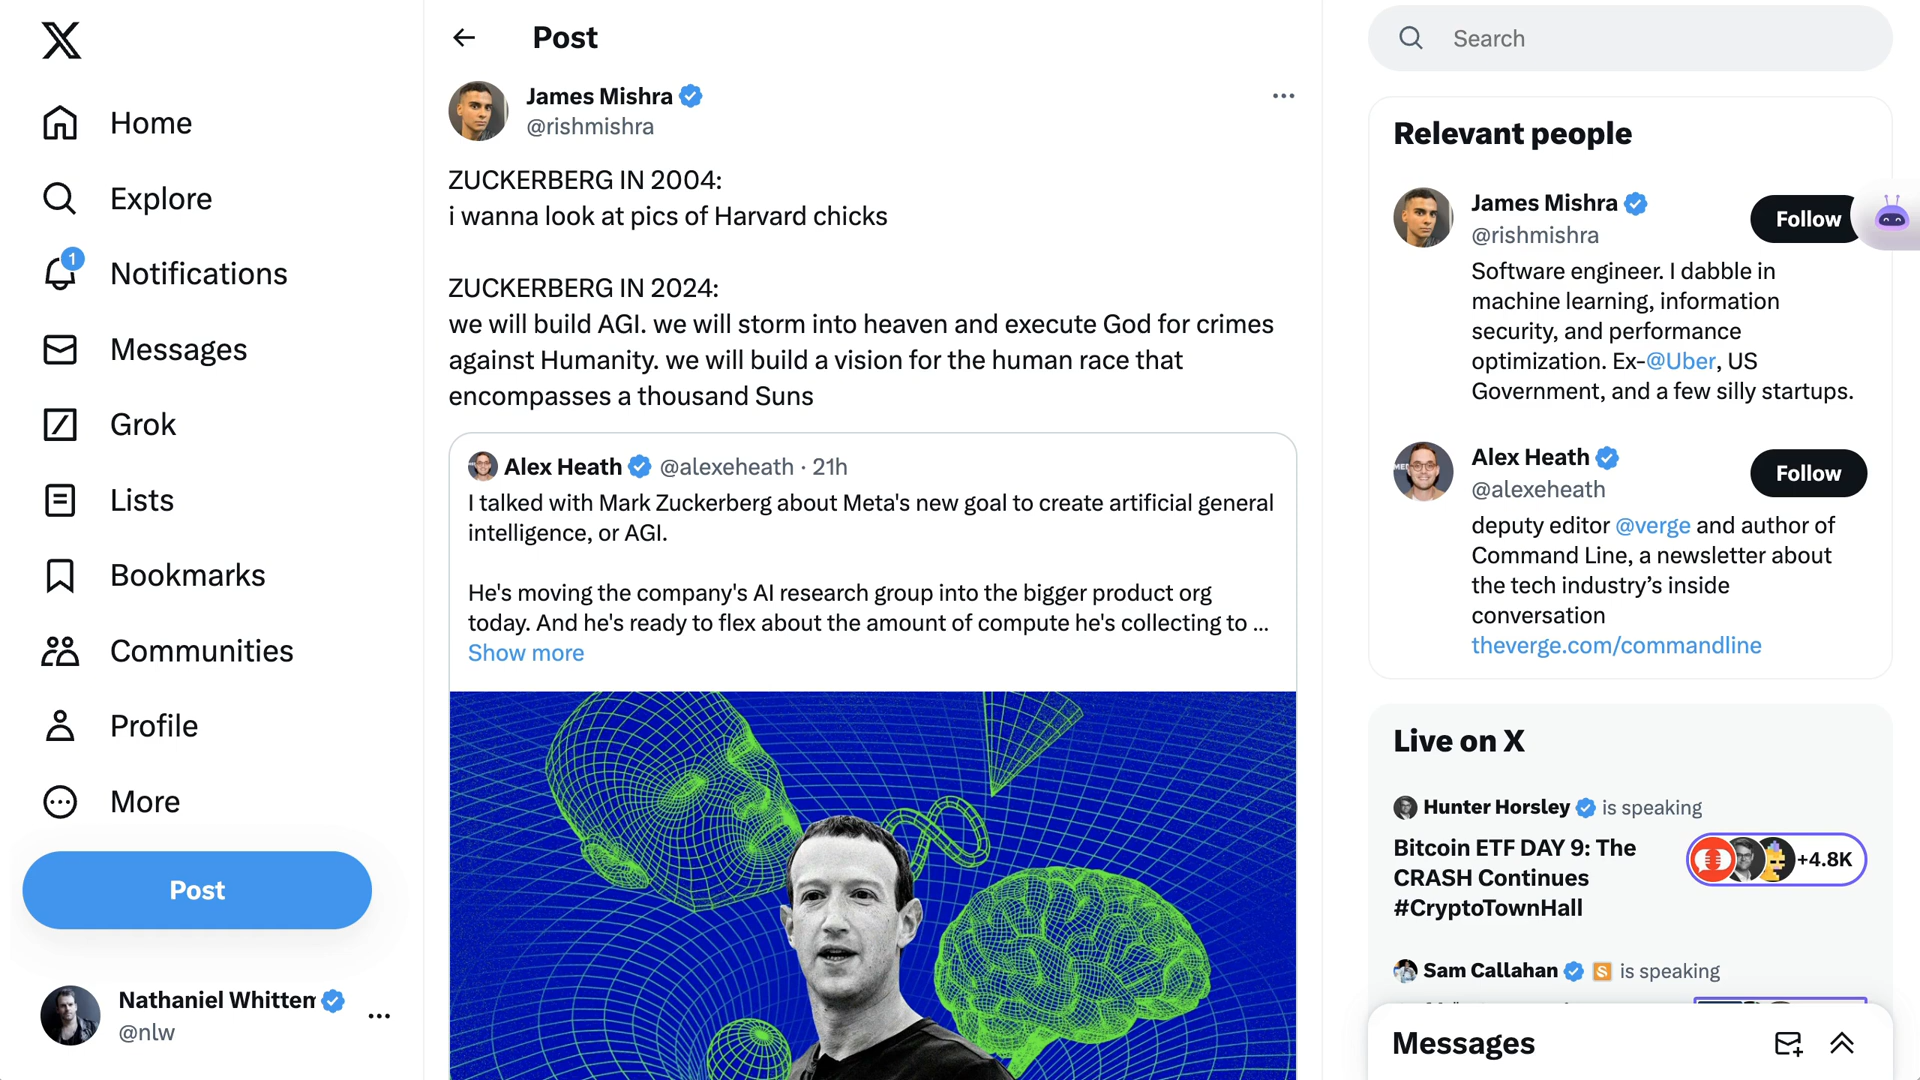 Home
Explore
1
Notifications
Messages
Grok
Lists
Bookmarks
Communities
Profile
More
Post
Nathaniel Whitten
@nlw
Post
James Mishra
@rishmishra
ZUCKERBERG IN 2004:
i wanna look at pics of Harvard chicks
ZUCKERBERG IN 2024:
we will build AGI. we will storm into heaven and execute God for crimes
against Humanity. we will build a vision for the human race that
encompasses a thousand Suns
Alex Heath @alexeheath · 21h
I talked with Mark Zuckerberg about Meta's new goal to create artificial general
intelligence, or AGI.
He's moving the company's AI research group into the bigger product org
today. And he's ready to flex about the amount of compute he's collecting to ...
Show more
Search
Relevant people
James Mishra
@rishmishra
Follow
Software engineer. I dabble in
machine learning, information
security, and performance
optimization. Ex-@Uber, US
Government, and a few silly startups.
Alex Heath
@alexeheath
Follow
deputy editor @verge and author of
Command Line, a newsletter about
the tech industry’s inside
conversation
theverge.com/commandline
Live on X
Hunter Horsley is speaking
Bitcoin ETF DAY 9: The
CRASH Continues
#CryptoTownHall
+4.8K
Sam Callahan S is speaking
Messages